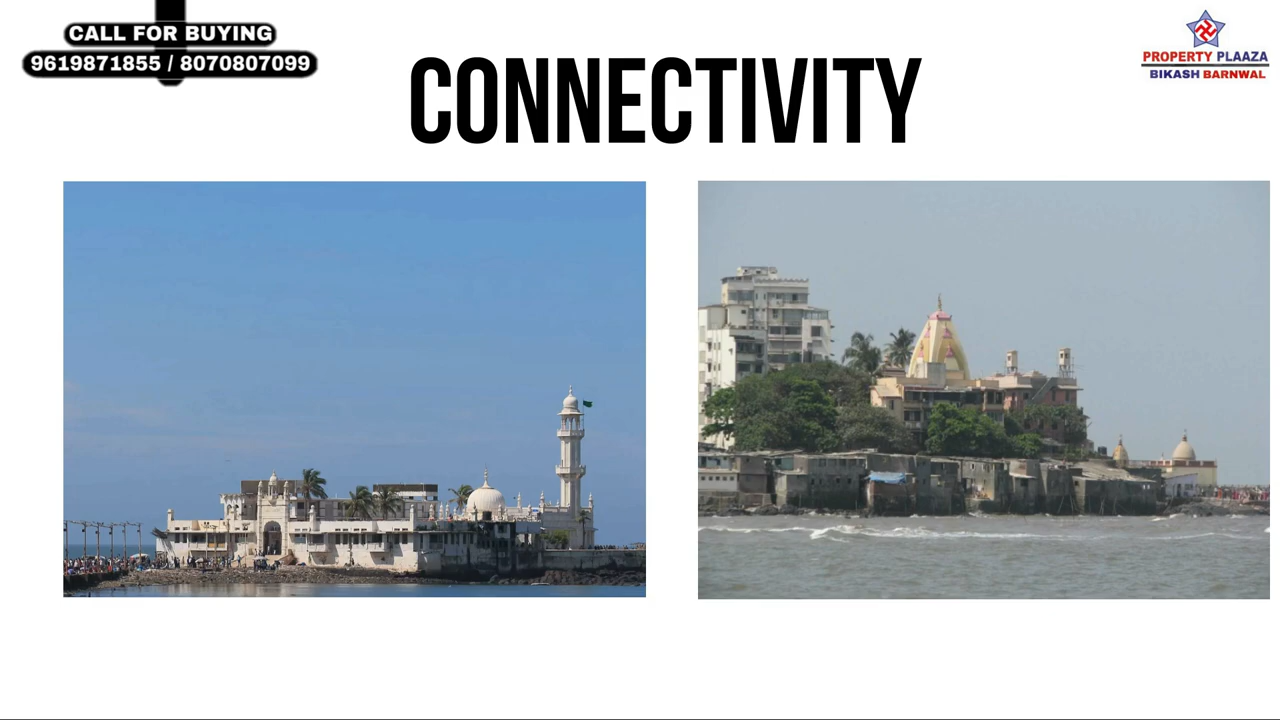 CALL FOR BUYING
9619871855 / 8070807099
CONNECTIVITY
PROPERTY PLAAZA
BIKASH BARNWAL